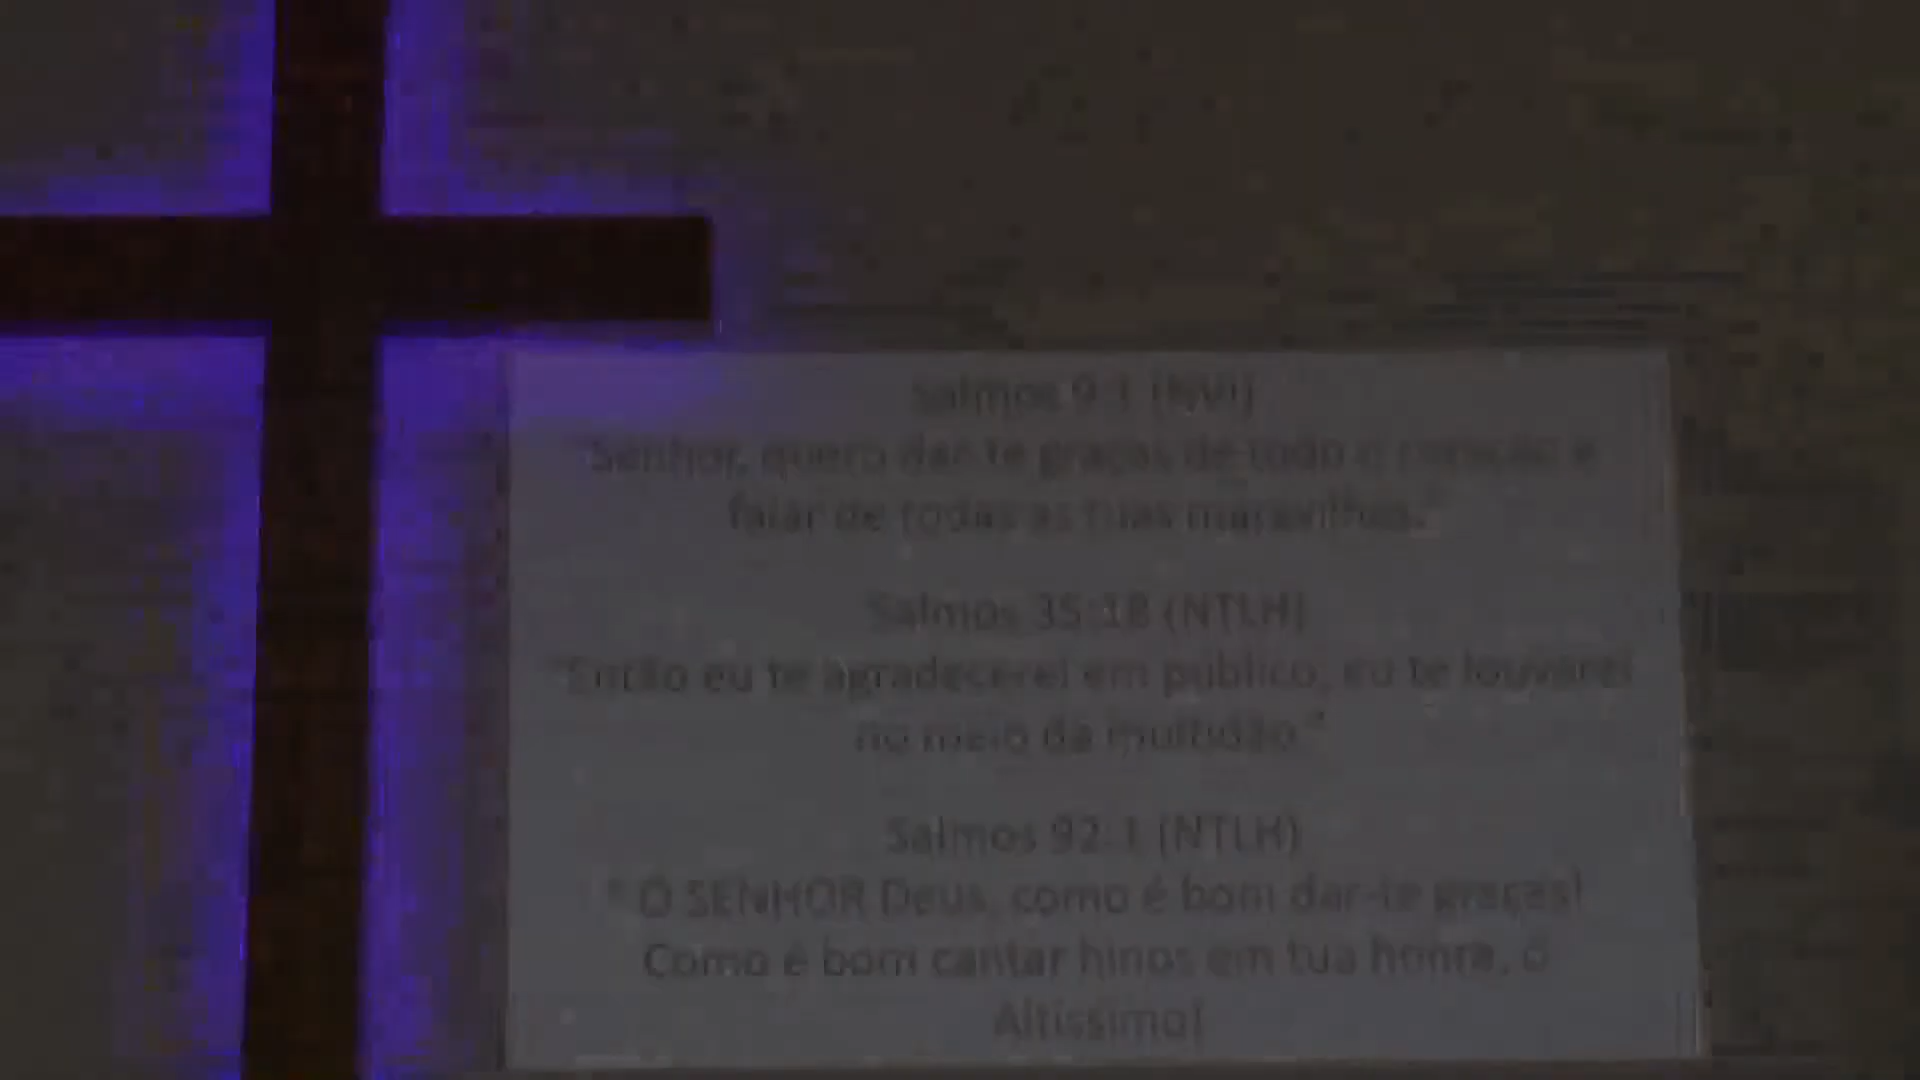 Salmos 9:1 (NVI)
"Senhor, quero dar-te graças de todo o coração e
falar de todas as tuas maravilhas."
Salmos 35:18 (NTLH)
"Então eu te agradecerei em público, eu te louvarei
no meio da multidão."
Salmos 92:1 (NTLH)
" Ó SENHOR Deus, como é bom dar-te graças!
Como é bom cantar hinos em tua honra, ó
Altíssimo!